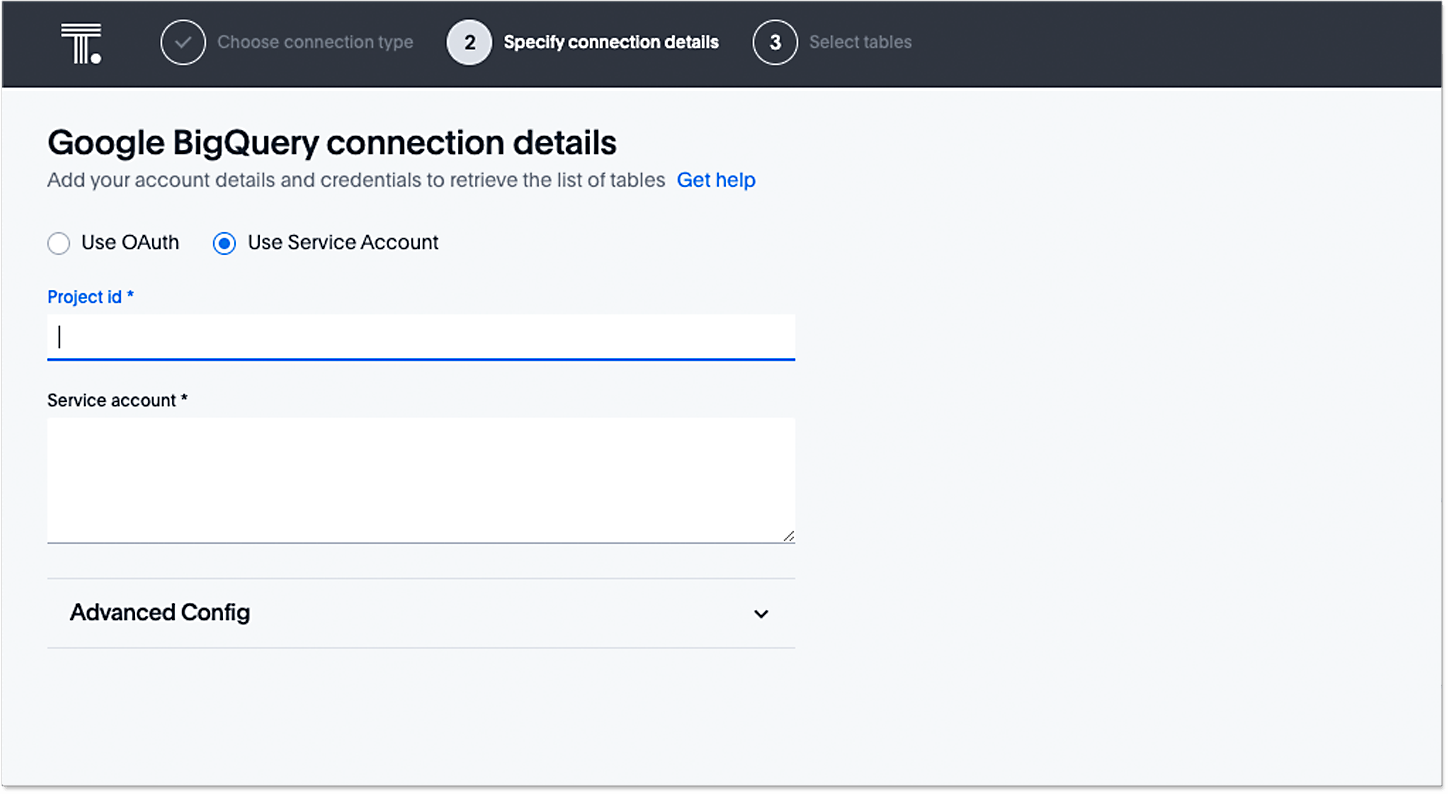 T.
Choose connection type
2 Specify connection details
3 Select tables
Google BigQuery connection details
Add your account details and credentials to retrieve the list of tables Get help
Use OAuth Use Service Account
Project id *
Service account *
Advanced Config